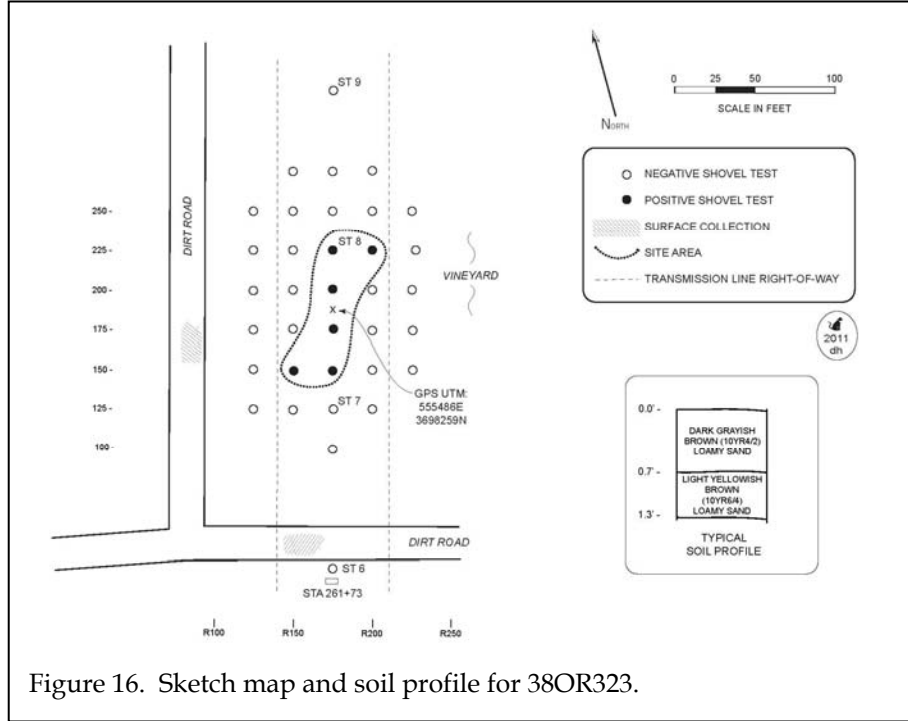 ST 9
NORTH
0 25 50 100
SCALE IN FEET
NEGATIVE SHOVEL TEST
POSITIVE SHOVEL TEST
SURFACE COLLECTION
SITE AREA
TRANSMISSION LINE RIGHT-OF-WAY
DIRT ROAD
250 -
225 -
200 -
175 -
150 -
125 -
100 -
ST 8
VINEYARD
X
GPS UTM:
555486E
3698259N
ST 7
2011
dh
0.0' -
DARK GRAYISH
BROWN (10YR4/2)
LOAMY SAND
0.7' -
LIGHT YELLOWISH
BROWN
(10YR6/4)
LOAMY SAND
1.3' -
TYPICAL
SOIL PROFILE
DIRT ROAD
ST 6
STA 261+73
R100 R150 R200 R250
Figure 16. Sketch map and soil profile for 38OR323.